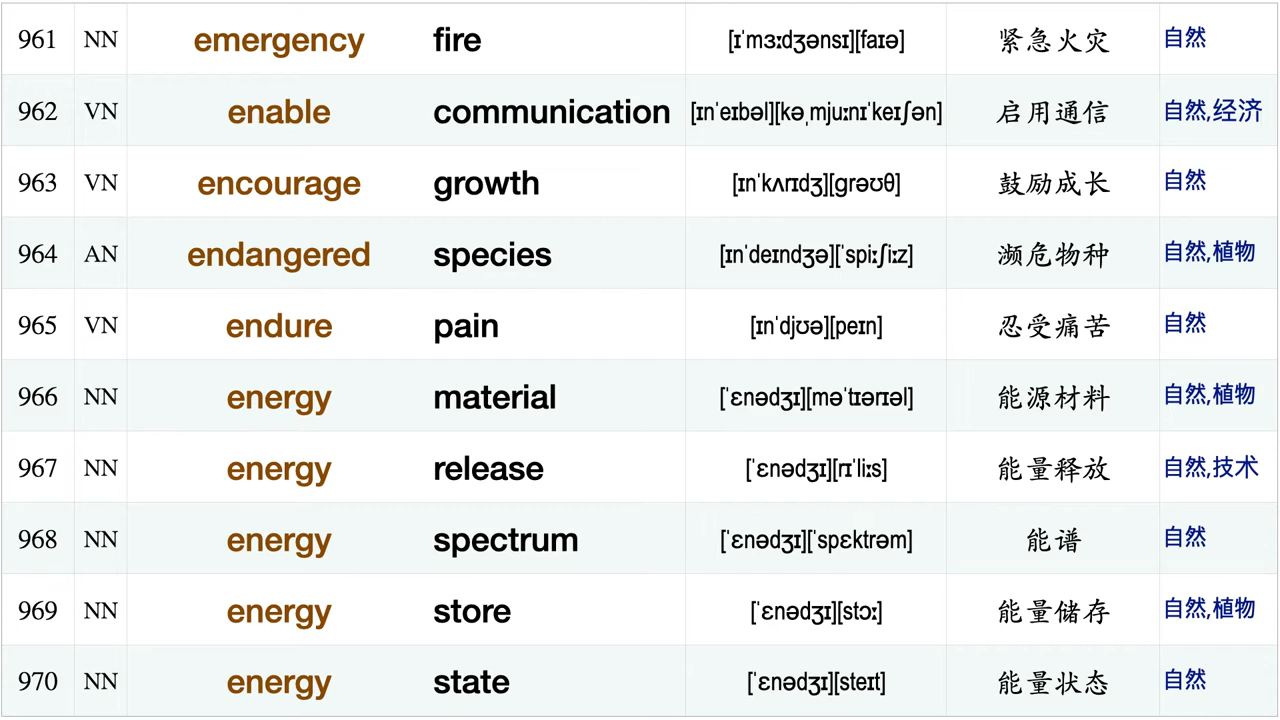 961 NN emergency fire [ɪˈmɜːdʒənsɪ][faɪə] 紧急火灾 自然
962 VN enable communication [ɪnˈeɪbəl][kəˌmjuːnɪˈkeɪʃən] 启用通信 自然,经济
963 VN encourage growth [ɪnˈkʌrɪdʒ][ɡrəʊθ] 鼓励成长 自然
964 AN endangered species [ɪnˈdeɪndʒə][ˈspiːʃiːz] 濒危物种 自然,植物
965 VN endure pain [ɪnˈdjʊə][peɪn] 忍受痛苦 自然
966 NN energy material [ˈɛnədʒɪ][məˈtɪərɪəl] 能源材料 自然,植物
967 NN energy release [ˈɛnədʒɪ][rɪˈliːs] 能量释放 自然,技术
968 NN energy spectrum [ˈɛnədʒɪ][ˈspɛktrəm] 能谱 自然
969 NN energy store [ˈɛnədʒɪ][stɔː] 能量储存 自然,植物
970 NN energy state [ˈɛnədʒɪ][steɪt] 能量状态 自然